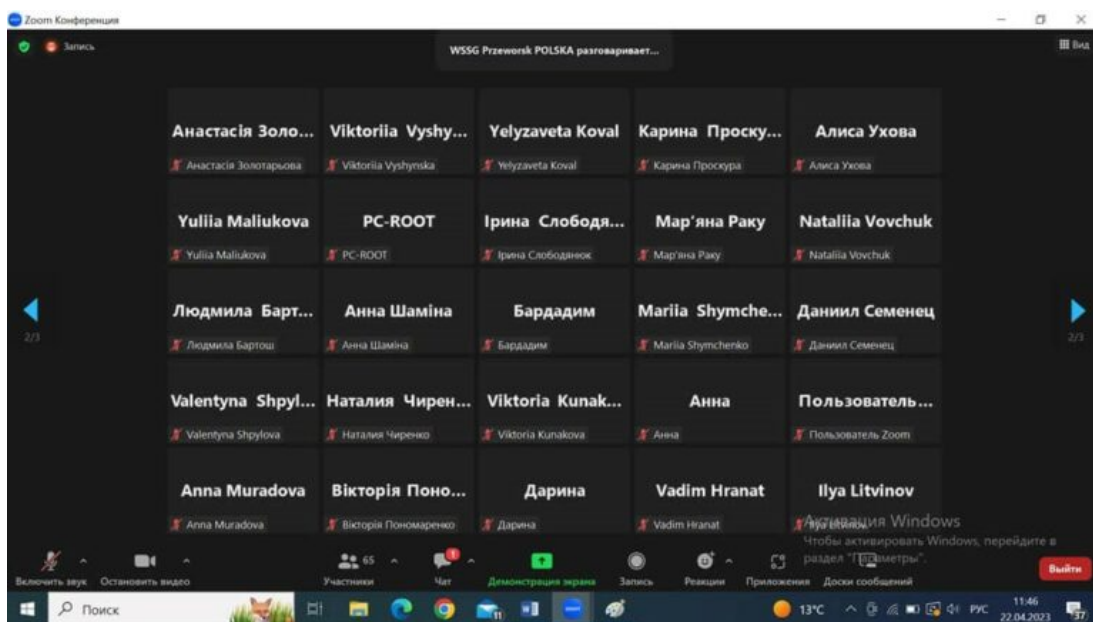 Zoom Конференция
Запись
WSSG Przeworsk POLSKA разговаривает...
Вид
Анастасія Золо... Viktoriia Vyshy... Yelyzaveta Koval Карина Проску... Алиса Ухова
Анастасія Золотарьова Viktoriia Vyshynska Yelyzaveta Koval Карина Проскура Алиса Ухова
Yuliia Maliukova PC-ROOT Ірина Слободя... Мар'яна Раку Nataliia Vovchuk
Yuliia Maliukova PC-ROOT Ірина Слободянюк Мар'яна Раку Nataliia Vovchuk
Людмила Барт... Анна Шаміна Бардадим Mariia Shymche... Даниил Семенец
2/3 Людмила Бартош Анна Шаміна Бардадим Mariia Shymchenko Даниил Семенец 2/3
Valentyna Shpyl... Наталия Чирен... Viktoria Kunak... Анна Пользователь...
Valentyna Shpylova Наталия Чиренко Viktoria Kunakova Анна Пользователь Zoom
Anna Muradova Вікторія Поно... Дарина Vadim Hranat Ilya Litvinov
Anna Muradova Вікторія Пономаренко Дарина Vadim Hranat Ilya Litvinov
Активация Windows
Чтобы активировать Windows, перейдите в
раздел "Параметры".
65 1
Включить звук Остановить видео Участники Чат Демонстрация экрана Запись Реакции Приложения Доски сообщений Выйти
Поиск 13°C РУС 11:46
22.04.2023 37